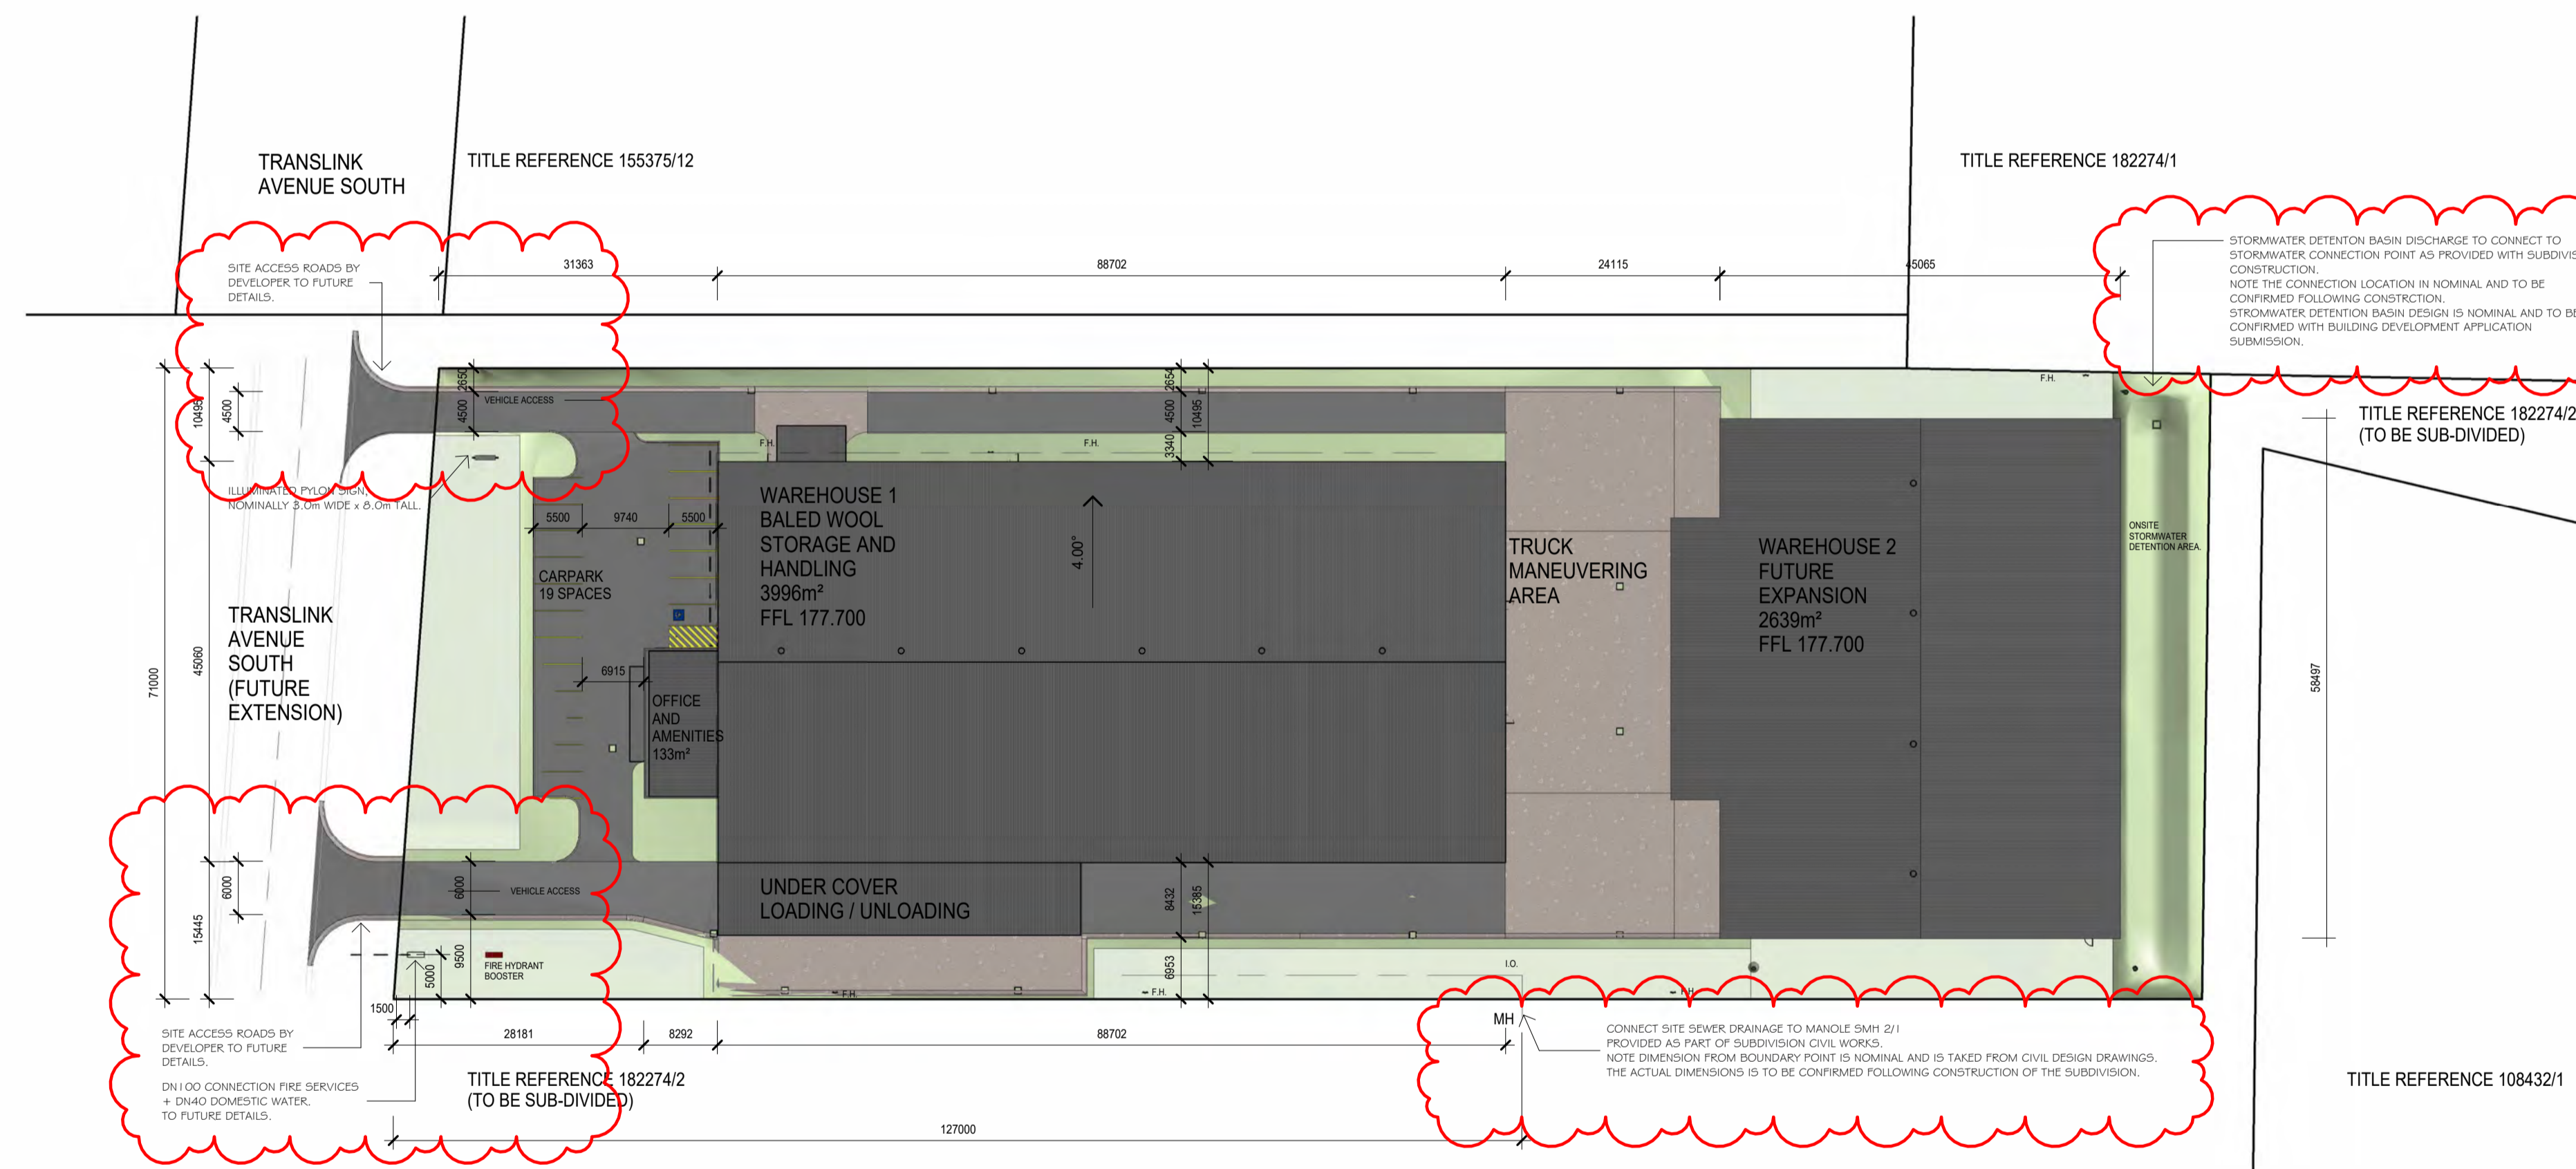 TRANSLINK
AVENUE SOUTH
TITLE REFERENCE 155375/12
TITLE REFERENCE 182274/1
SITE ACCESS ROADS BY
DEVELOPER TO FUTURE
DETAILS.
31363
88702
24115
45065
STORMWATER DETENTON BASIN DISCHARGE TO CONNECT TO
STORMWATER CONNECTION POINT AS PROVIDED WITH SUBDIVIS
CONSTRUCTION.
NOTE THE CONNECTION LOCATION IN NOMINAL AND TO BE
CONFIRMED FOLLOWING CONSTRCTION.
STROMWATER DETENTION BASIN DESIGN IS NOMINAL AND TO BE
CONFIRMED WITH BUILDING DEVELOPMENT APPLICATION
SUBMISSION.
F.H.
TITLE REFERENCE 182274/2
(TO BE SUB-DIVIDED)
10495
4500
2650
4500
VEHICLE ACCESS
2654
4500
10495
3340
F.H.
F.H.
ILLUMINATED PYLON SIGN,
NOMINALLY 3.0m WIDE x 8.0m TALL.
5500
9740
5500
CARPARK
19 SPACES
WAREHOUSE 1
BALED WOOL
STORAGE AND
HANDLING
3996m²
FFL 177.700
4.00°
TRUCK
MANEUVERING
AREA
WAREHOUSE 2
FUTURE
EXPANSION
2639m²
FFL 177.700
ONSITE
STORMWATER
DETENTION AREA.
TRANSLINK
AVENUE
SOUTH
(FUTURE
EXTENSION)
71000
45060
6915
OFFICE
AND
AMENITIES
133m²
58497
6000
15445
6000
VEHICLE ACCESS
9500
5000
FIRE HYDRANT
BOOSTER
UNDER COVER
LOADING / UNLOADING
8432
15385
6953
I.O.
F.H.
F.H.
F.H.
1500
28181
8292
88702
MH
SITE ACCESS ROADS BY
DEVELOPER TO FUTURE
DETAILS.
DN100 CONNECTION FIRE SERVICES
+ DN40 DOMESTIC WATER.
TO FUTURE DETAILS.
TITLE REFERENCE 182274/2
(TO BE SUB-DIVIDED)
CONNECT SITE SEWER DRAINAGE TO MANOLE SMH 2/1
PROVIDED AS PART OF SUBDIVISION CIVIL WORKS.
NOTE DIMENSION FROM BOUNDARY POINT IS NOMINAL AND IS TAKED FROM CIVIL DESIGN DRAWINGS.
THE ACTUAL DIMENSIONS IS TO BE CONFIRMED FOLLOWING CONSTRUCTION OF THE SUBDIVISION.
TITLE REFERENCE 108432/1
127000